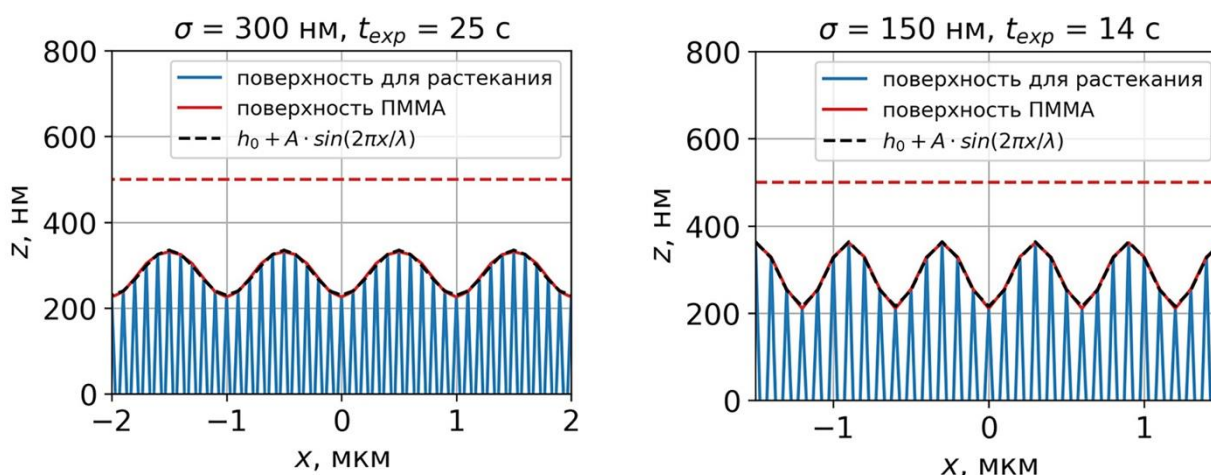 σ = 300 нм, t_exp = 25 с
800
600
400
200
0
z, нм
поверхность для растекания
поверхность ПММА
h₀ + A · sin(2πx/λ)
−2
−1
0
1
2
x, мкм
σ = 150 нм, t_exp = 14 с
800
600
400
200
0
z, нм
поверхность для растекания
поверхность ПММА
h₀ + A · sin(2πx/λ)
−1
0
1
x, мкм